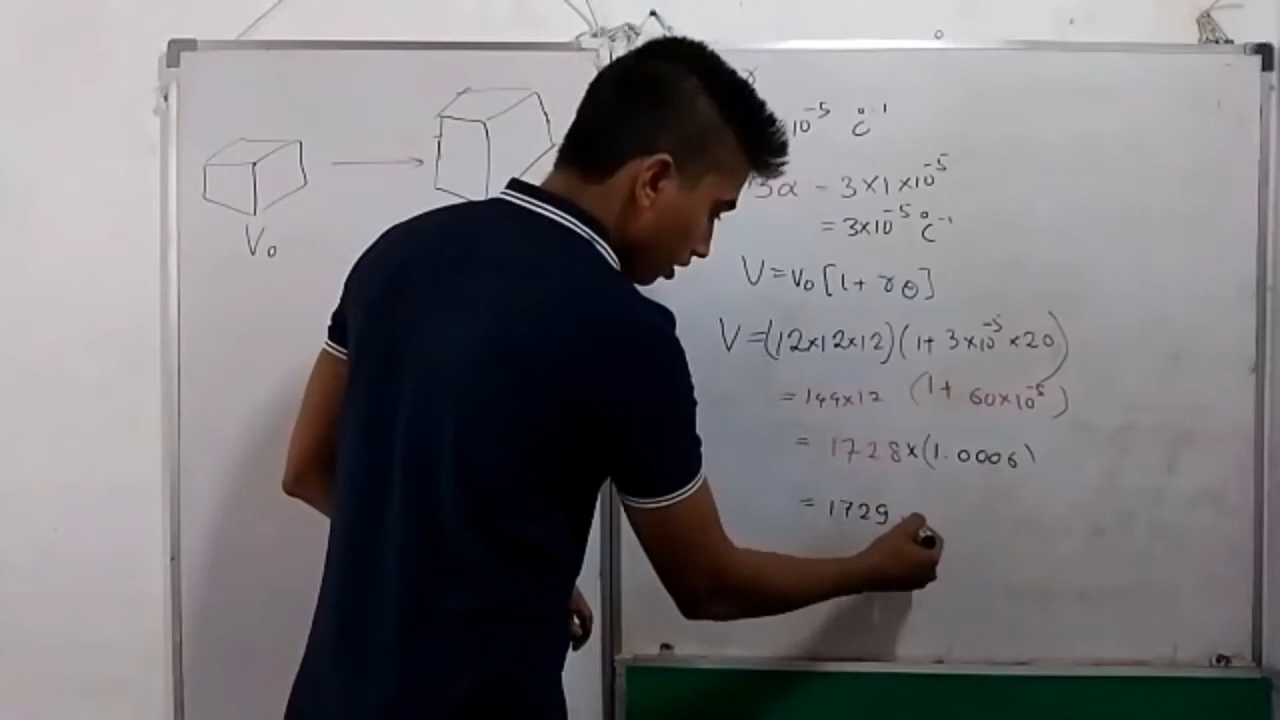 V₀
10⁻⁵ °C⁻¹
3α - 3×1×10⁻⁵
= 3×10⁻⁵ °C⁻¹
V=V₀[1+γθ]
V=(12×12×12)(1+3×10⁻⁵×20)
=144×12 (1+ 60×10⁻⁵)
= 1728×(1.0006)
= 1729